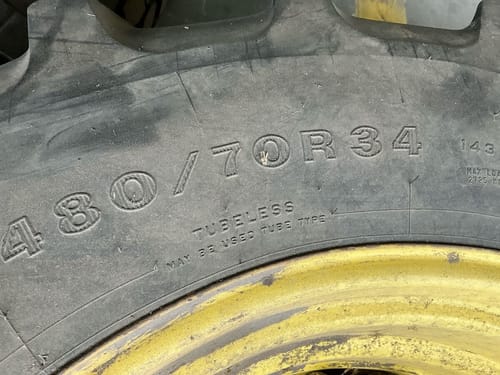 480/70R34
143
TUBELESS
MAY BE USED TUBE TYPE